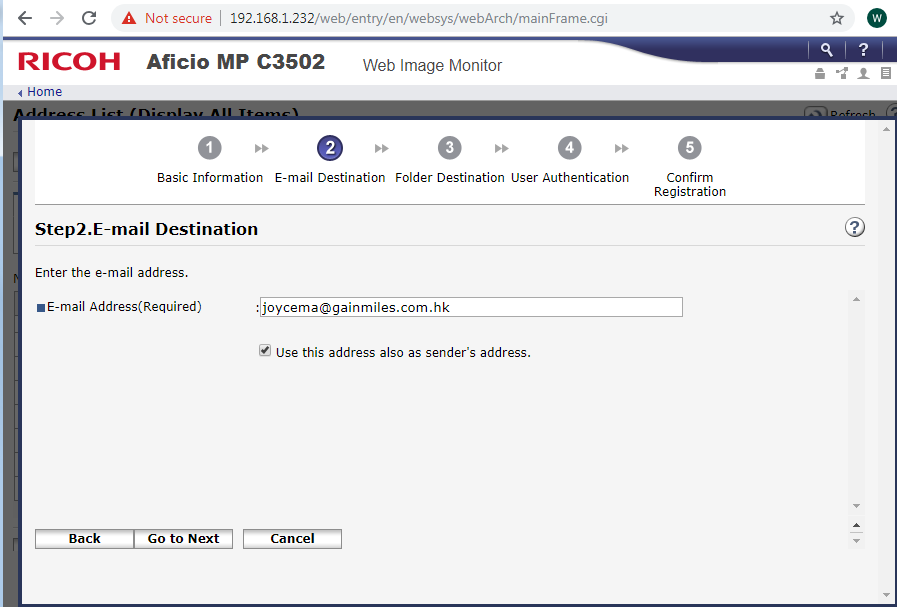 Not secure 192.168.1.232/web/entry/en/websys/webArch/mainFrame.cgi W
RICOH Aficio MP C3502 Web Image Monitor ?
Home
Address List (Display All Items) Refresh
1 2 3 4 5
Basic Information E-mail Destination Folder Destination User Authentication Confirm Registration
Step2.E-mail Destination ?
Enter the e-mail address.
E-mail Address(Required) :joycema@gainmiles.com.hk
Use this address also as sender's address.
Back Go to Next Cancel